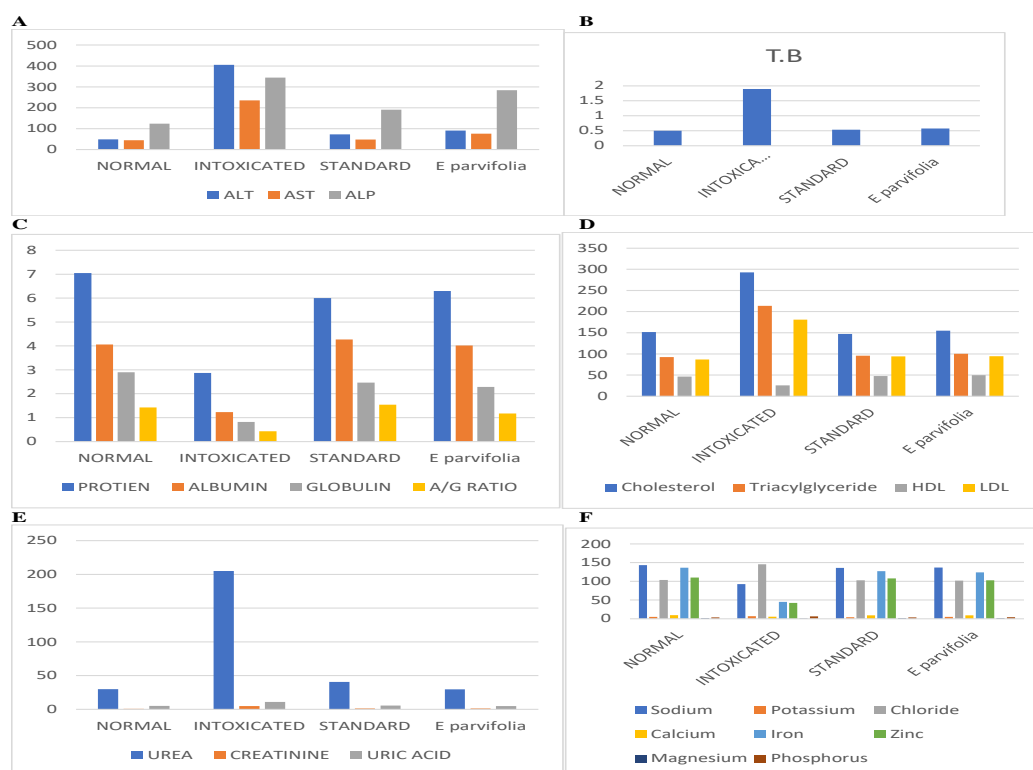 A
500
400
300
200
100
0
NORMAL INTOXICATED STANDARD E parvifolia
ALT AST ALP
B
T.B
2
1.5
1
0.5
0
NORMAL INTOXICA... STANDARD E parvifolia
C
8
7
6
5
4
3
2
1
0
NORMAL INTOXICATED STANDARD E parvifolia
PROTIEN ALBUMIN GLOBULIN A/G RATIO
D
350
300
250
200
150
100
50
0
NORMAL INTOXICATED STANDARD E parvifolia
Cholesterol Triacylglyceride HDL LDL
E
250
200
150
100
50
0
NORMAL INTOXICATED STANDARD E parvifolia
UREA CREATININE URIC ACID
F
200
150
100
50
0
NORMAL INTOXICATED STANDARD E parvifolia
Sodium Potassium Chloride
Calcium Iron Zinc
Magnesium Phosphorus